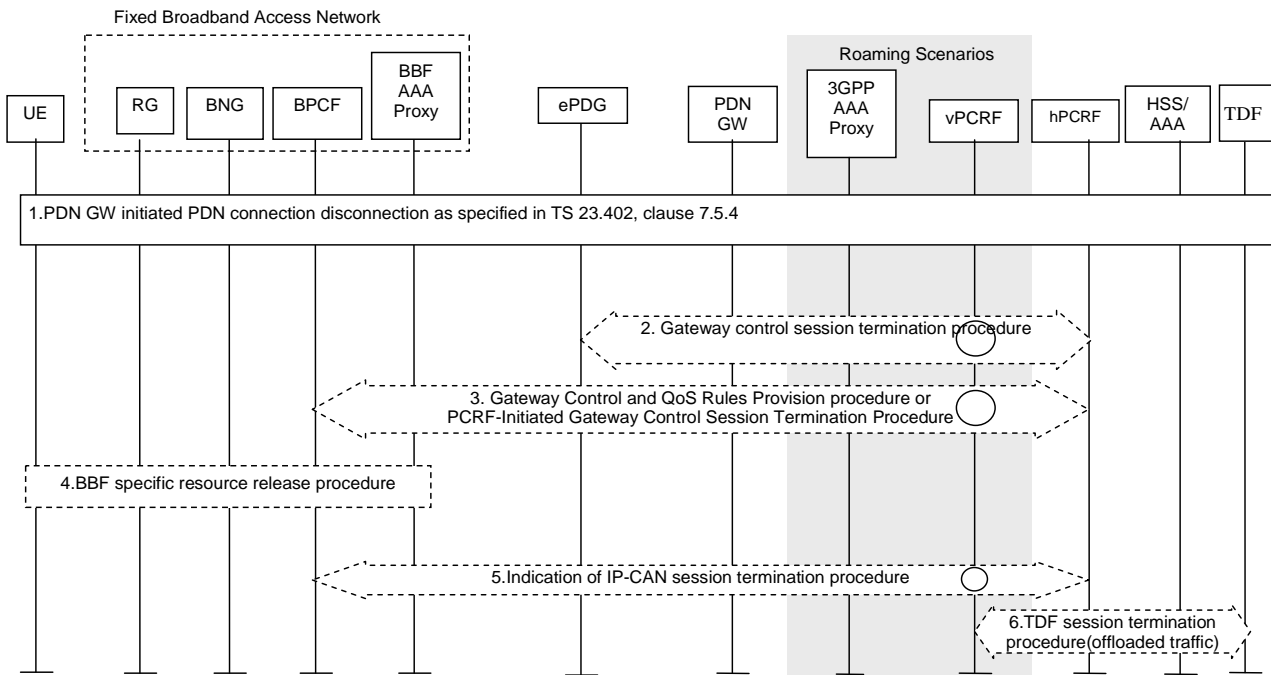 Fixed Broadband Access Network
Roaming Scenarios
UE
RG
BNG
BPCF
BBF
AAA
Proxy
ePDG
PDN
GW
3GPP
AAA
Proxy
vPCRF
hPCRF
HSS/
AAA
TDF
1.PDN GW initiated PDN connection disconnection as specified in TS 23.402, clause 7.5.4
2. Gateway control session termination procedure
3. Gateway Control and QoS Rules Provision procedure or
PCRF-Initiated Gateway Control Session Termination Procedure
4.BBF specific resource release procedure
5.Indication of IP-CAN session termination procedure
6.TDF session termination
procedure(offloaded traffic)